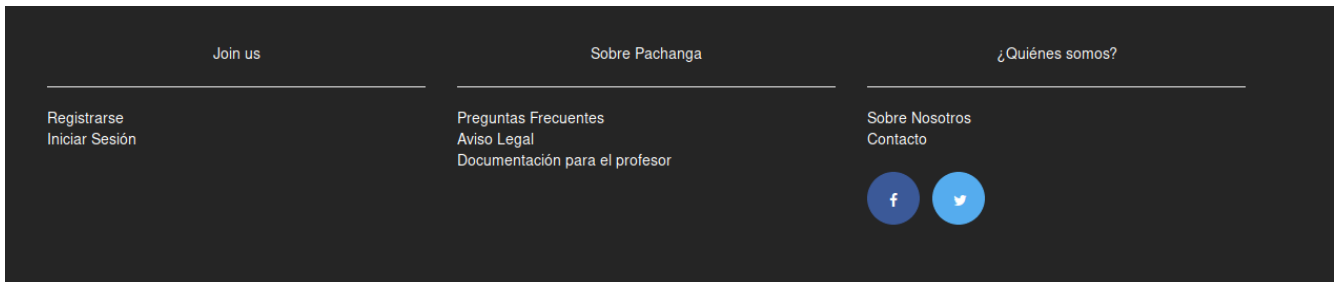 Join us
Registrarse
Iniciar Sesión
Sobre Pachanga
Preguntas Frecuentes
Aviso Legal
Documentación para el profesor
¿Quiénes somos?
Sobre Nosotros
Contacto